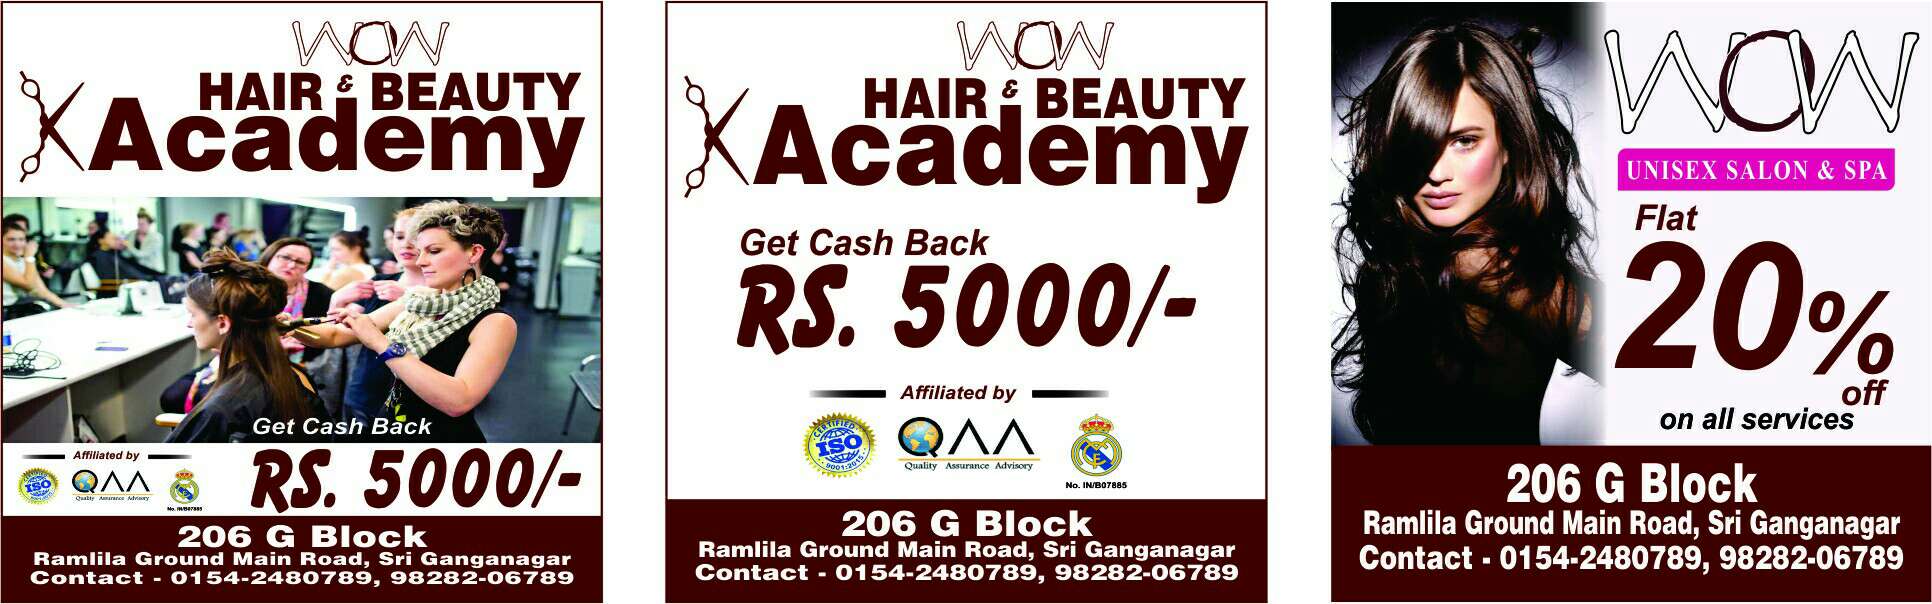 WOW
HAIR & BEAUTY
Academy
Get Cash Back
Affiliated by
RS. 5000/-
ISO
QAA
Quality Assurance Advisory
No. IN/B07885
206 G Block
Ramlila Ground Main Road, Sri Ganganagar
Contact - 0154-2480789, 98282-06789
WOW
HAIR & BEAUTY
Academy
Get Cash Back
RS. 5000/-
Affiliated by
CERTIFIED
ISO
9001:2015
QAA
Quality Assurance Advisory
No. IN/B07885
206 G Block
Ramlila Ground Main Road, Sri Ganganagar
Contact - 0154-2480789, 98282-06789
WOW
UNISEX SALON & SPA
Flat
20%
off
on all services
206 G Block
Ramlila Ground Main Road, Sri Ganganagar
Contact - 0154-2480789, 98282-06789